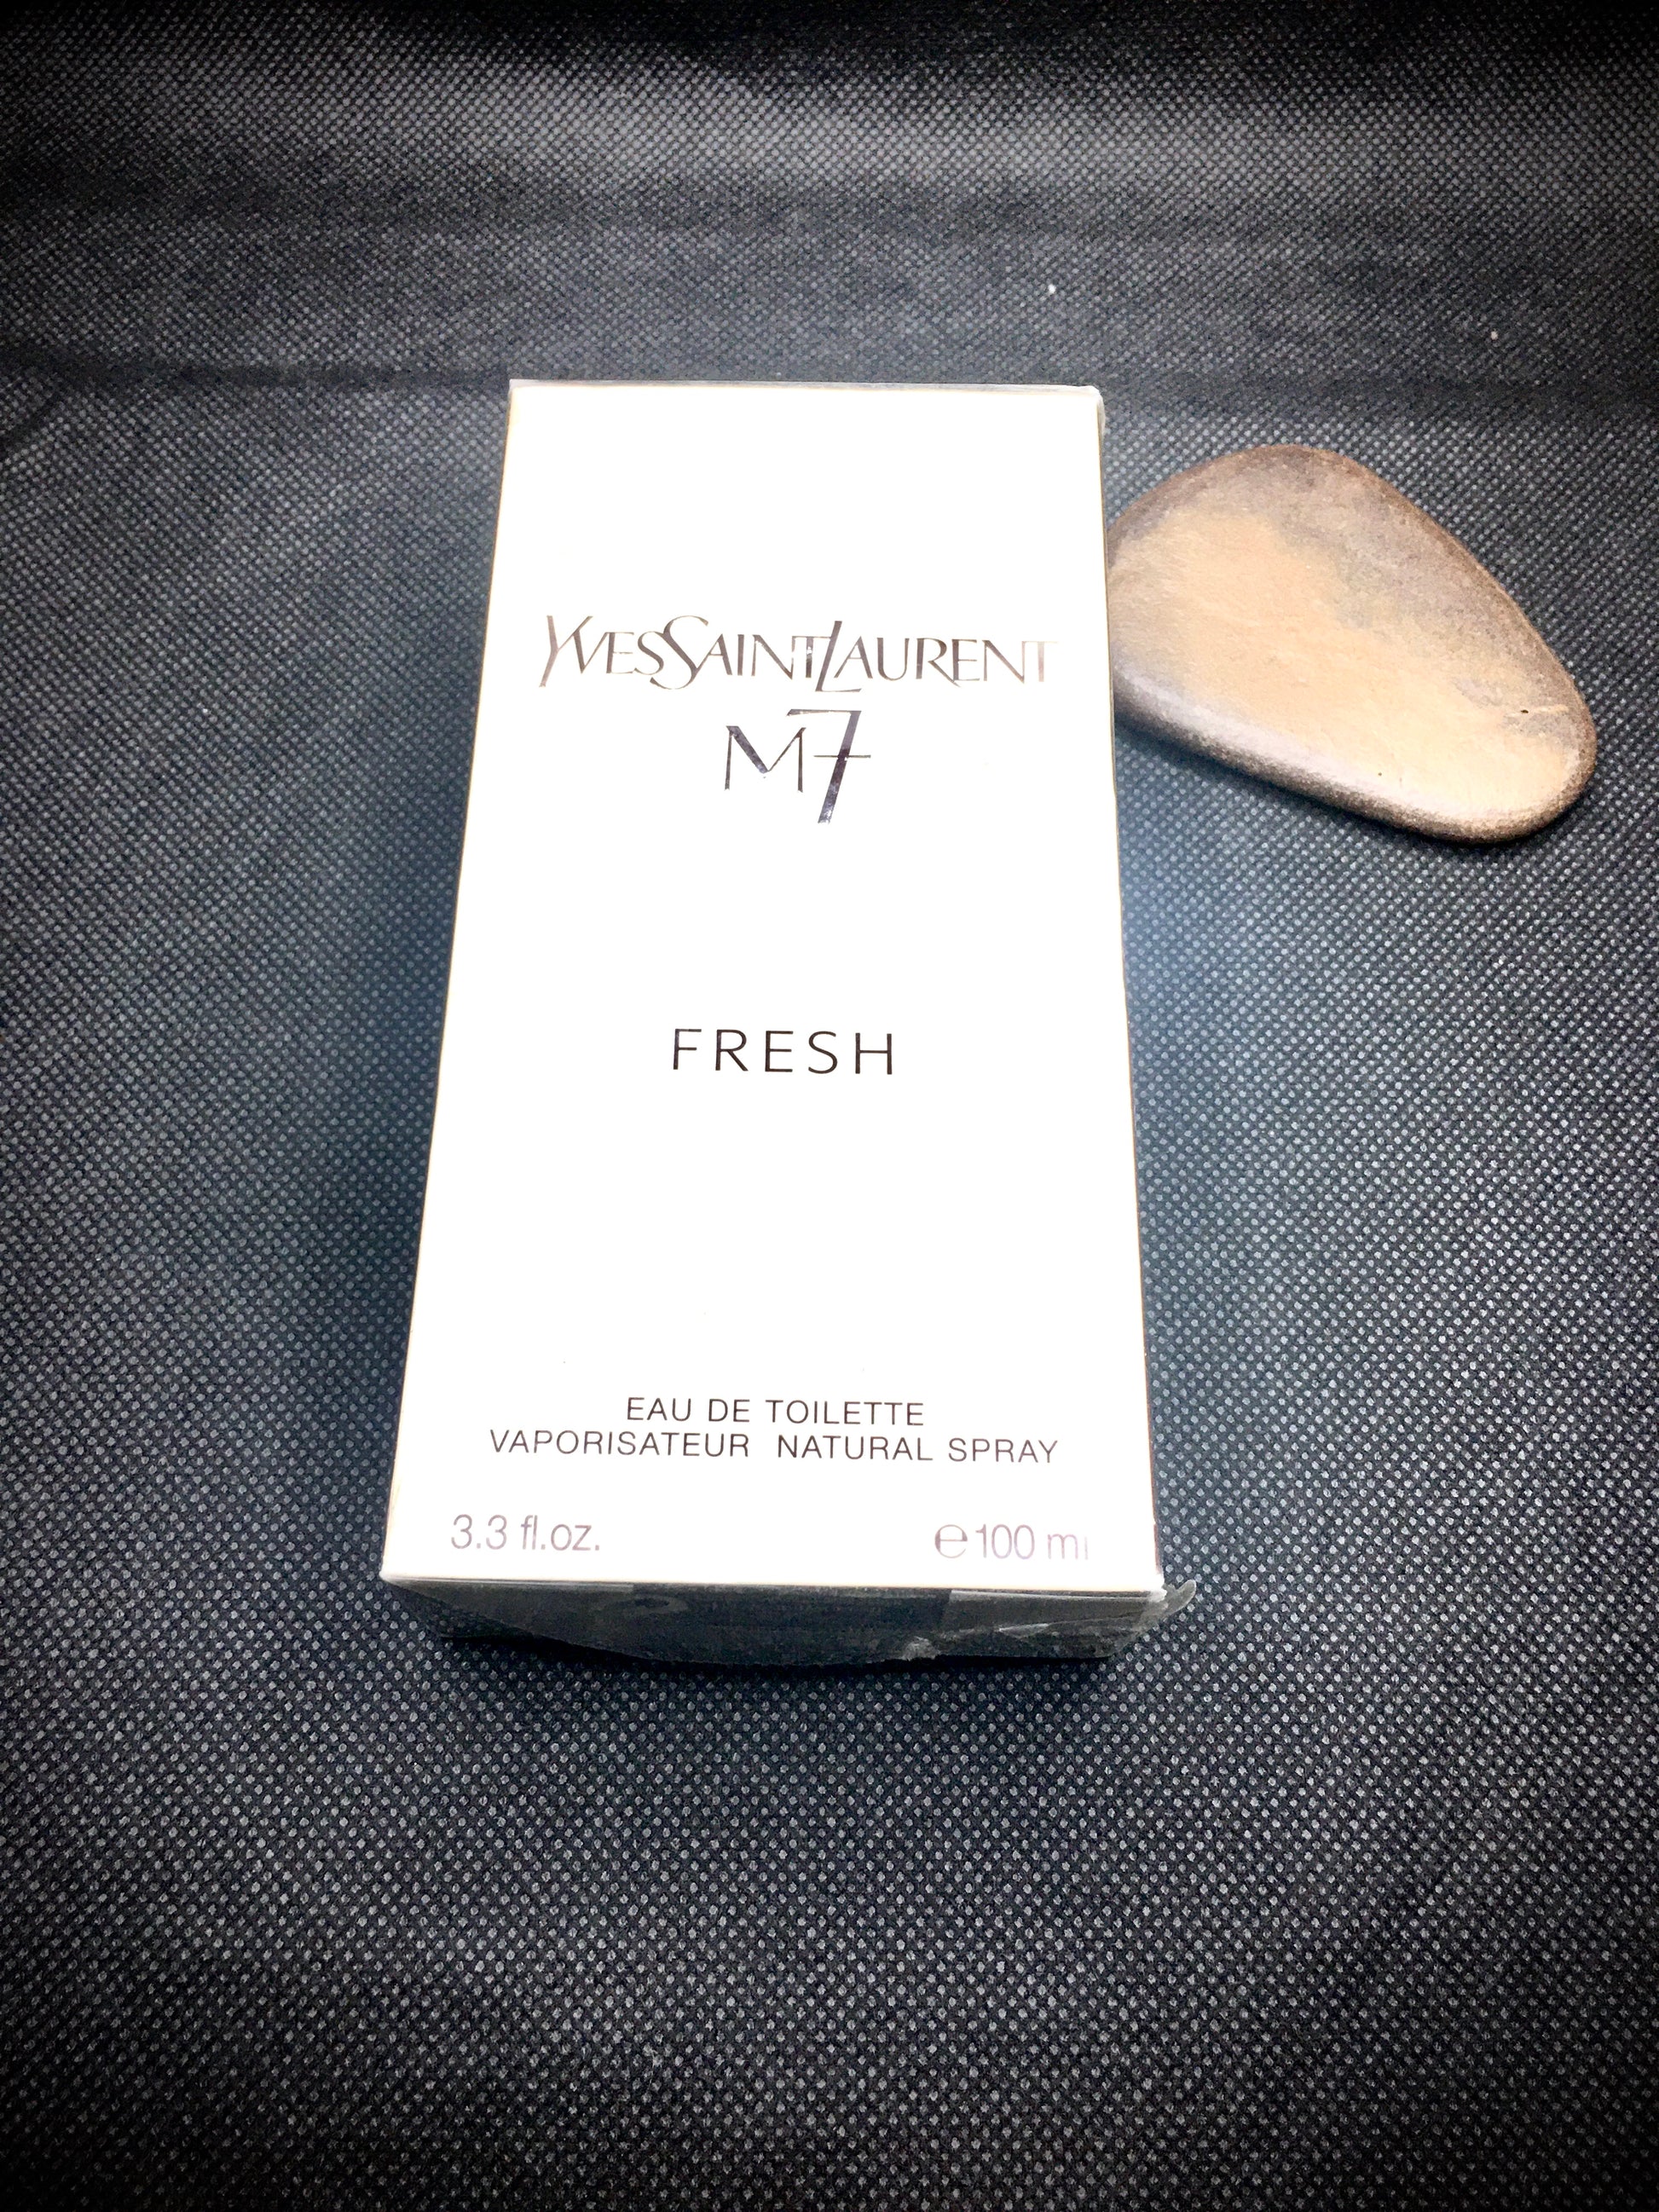 YVESSAINTLAURENT
M7
FRESH
EAU DE TOILETTE
VAPORISATEUR NATURAL SPRAY
3.3 fl.oz. ℮100 ml